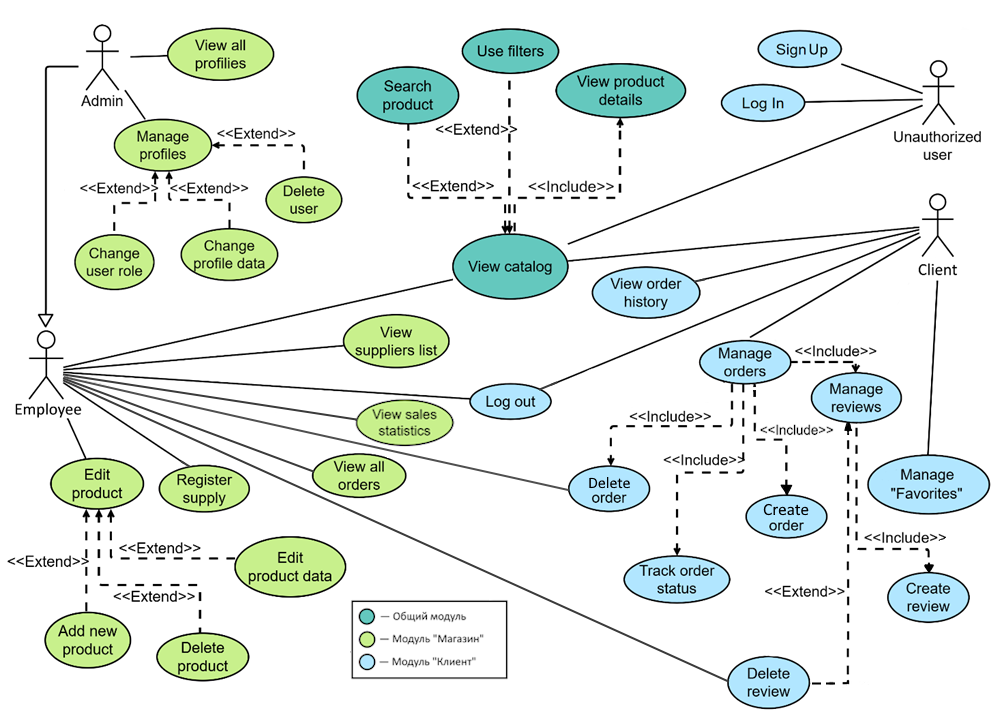 View all
profilies
Admin
Manage
profiles
<<Extend>>
<<Extend>>
<<Extend>>
Delete
user
Change
user role
Change
profile data
Use filters
Search
product
View product
details
<<Extend>>
<<Extend>>
<<Include>>
View catalog
Sign Up
Log In
Unauthorized
user
Client
View order
history
Employee
View
suppliers list
Log out
View sales
statistics
View all
orders
Edit
product
Register
supply
<<Extend>>
<<Extend>>
<<Extend>>
Edit
product data
Add new
product
Delete
product
Manage
orders
<<Include>>
Manage
reviews
<<Include>>
<<Include>>
<<Include>>
Delete
order
Create
order
Track order
status
Manage
"Favorites"
<<Include>>
<<Extend>>
Create
review
Delete
review
— Общий модуль
— Модуль "Магазин"
— Модуль "Клиент"